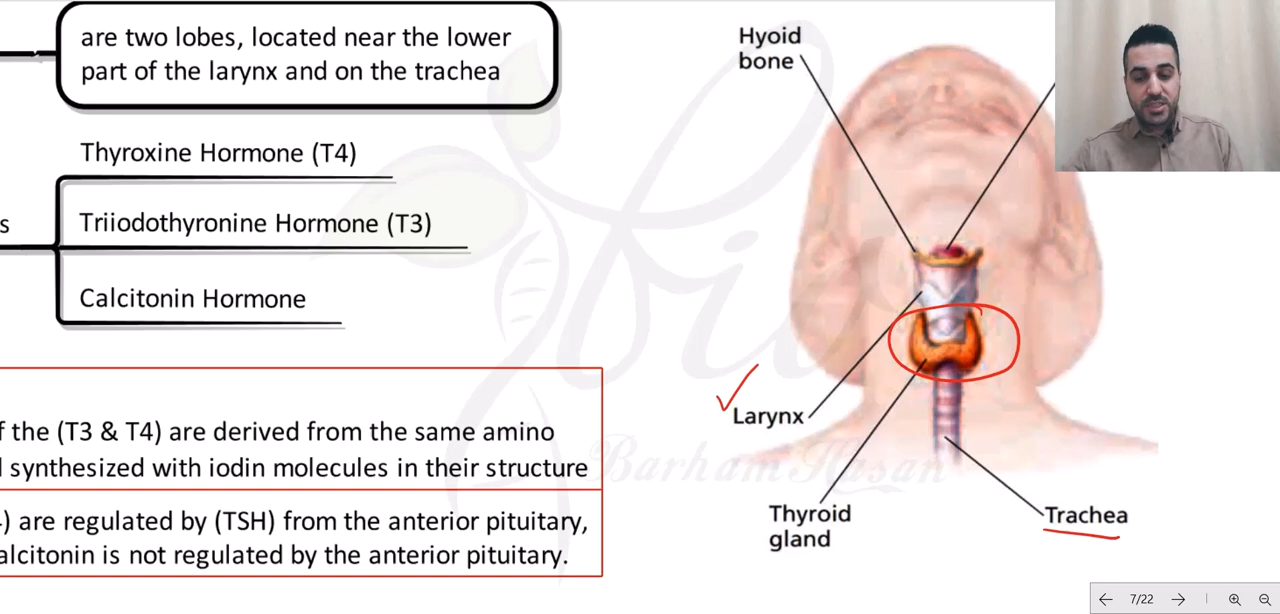 are two lobes, located near the lower
part of the larynx and on the trachea
Thyroxine Hormone (T4)
s
Triiodothyronine Hormone (T3)
Calcitonin Hormone
f the (T3 & T4) are derived from the same amino
synthesized with iodin molecules in their structure
) are regulated by (TSH) from the anterior pituitary,
alcitonin is not regulated by the anterior pituitary.
Hyoid
bone
Larynx
Thyroid
gland
Trachea
bio
Barham Hasan
7/22